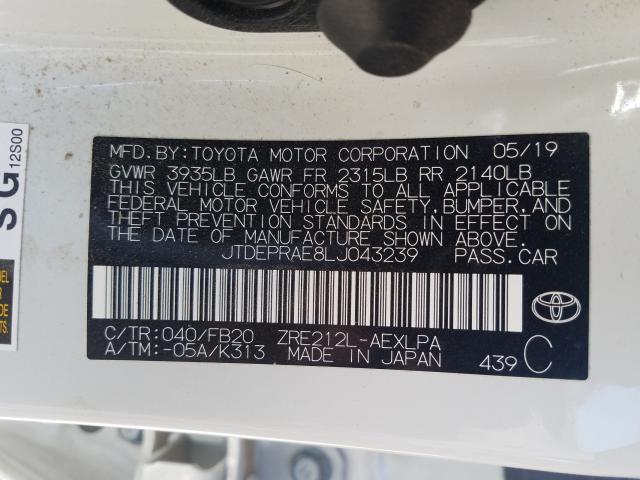 MFD.BY:TOYOTA MOTOR CORPORATION 05/19
GVWR 3935LB GAWR FR 2315LB RR 2140LB
THIS VEHICLE CONFORMS TO ALL APPLICABLE
FEDERAL MOTOR VEHICLE SAFETY,BUMPER,AND
THEFT PREVENTION STANDARDS IN EFFECT ON
THE DATE OF MANUFACTURE SHOWN ABOVE.
JTDEPRAE8LJ043239 PASS.CAR
C/TR:040/FB20 ZRE212L-AEXLPA
A/TM:-05A/K313 MADE IN JAPAN 439 C
12S00